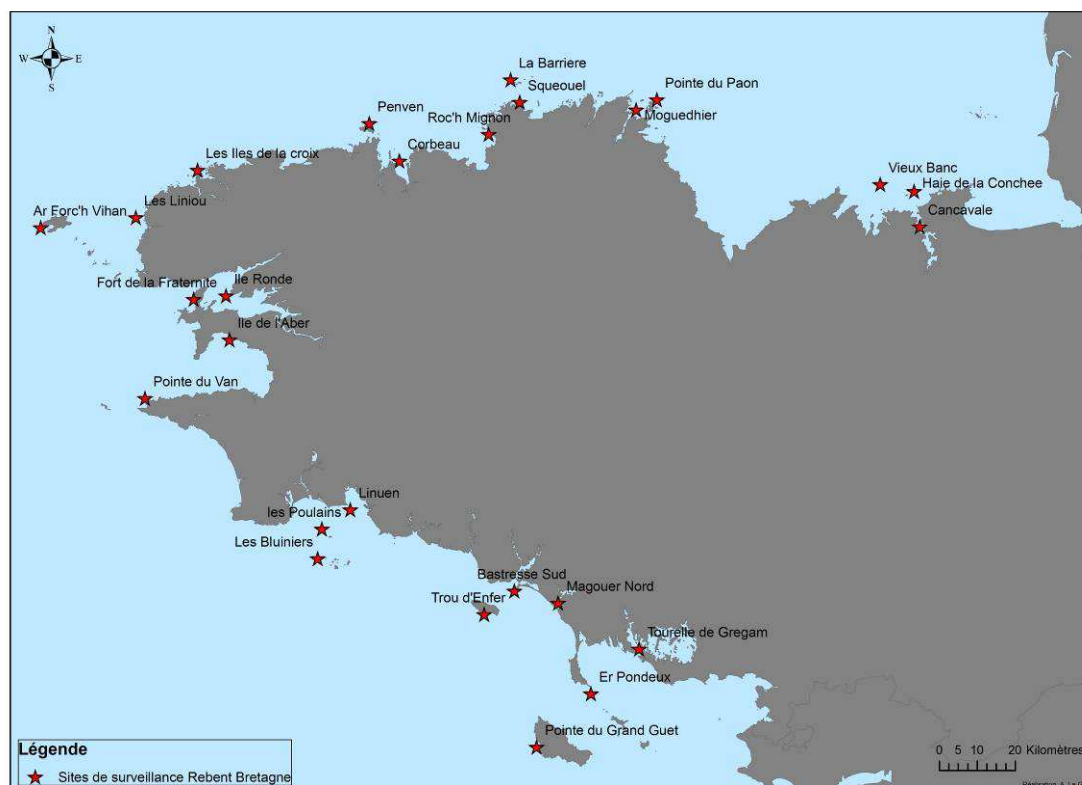 N
W E
S
La Barriere
Squeouel
Pointe du Paon
Penven
Roc'h Mignon
Moguedhier
Corbeau
Les Iles de la croix
Vieux Banc
Haie de la Conchee
Les Liniou
Ar Forc'h Vihan
Cancavale
Fort de la Fraternite
Ile Ronde
Ile de l'Aber
Pointe du Van
Linuen
les Poulains
Les Bluiniers
Bastresse Sud
Magouer Nord
Trou d'Enfer
Tourelle de Gregam
Er Pondeux
Pointe du Grand Guet
Légende
Sites de surveillance Rebent Bretagne
0 5 10 20 Kilomètres